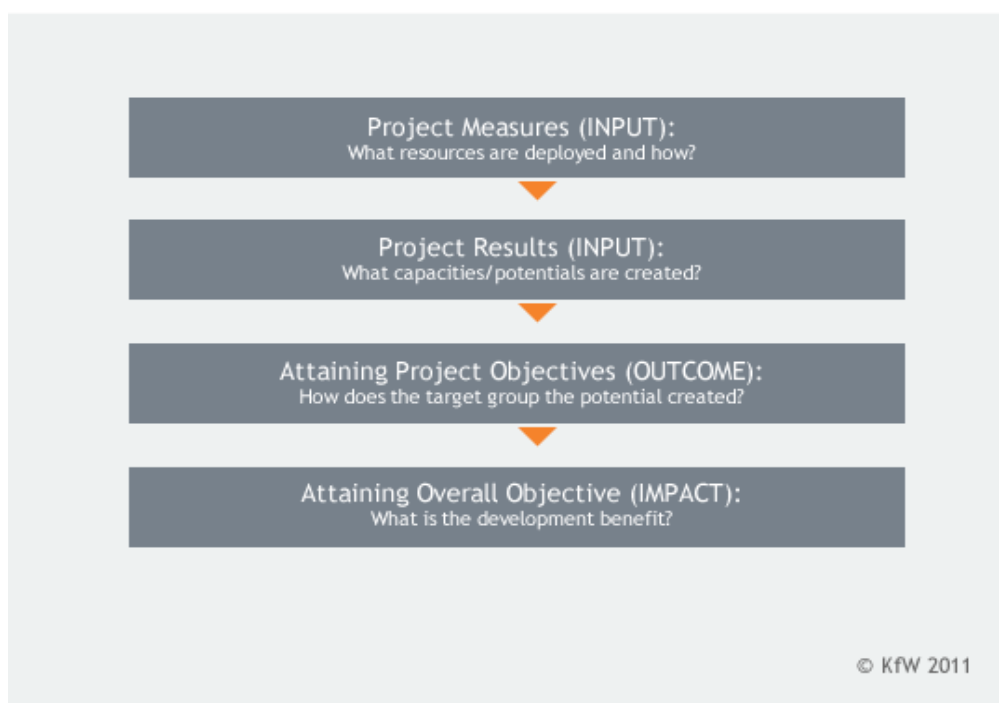 Project Measures (INPUT):
What resources are deployed and how?
Project Results (INPUT):
What capacities/potentials are created?
Attaining Project Objectives (OUTCOME):
How does the target group the potential created?
Attaining Overall Objective (IMPACT):
What is the development benefit?
© KfW 2011